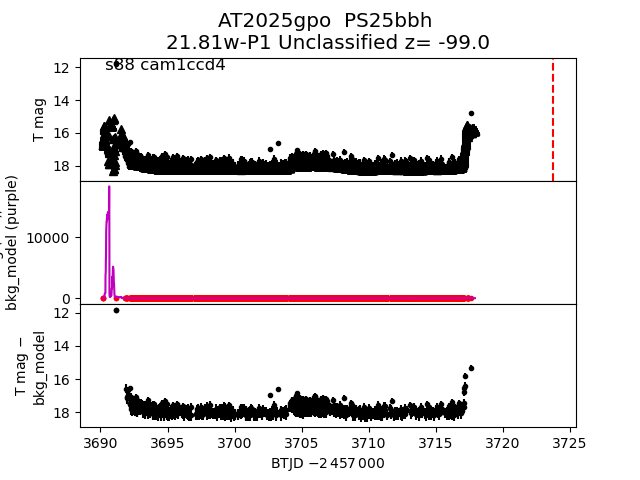 AT2025gpo  PS25bbh
21.81w-P1 Unclassified z= -99.0
s88 cam1ccd4
12
14
16
18
T mag
10000
0
bkg_model (purple)
12
14
16
18
T mag −
bkg_model
3690 3695 3700 3705 3710 3715 3720 3725
BTJD −2 457 000